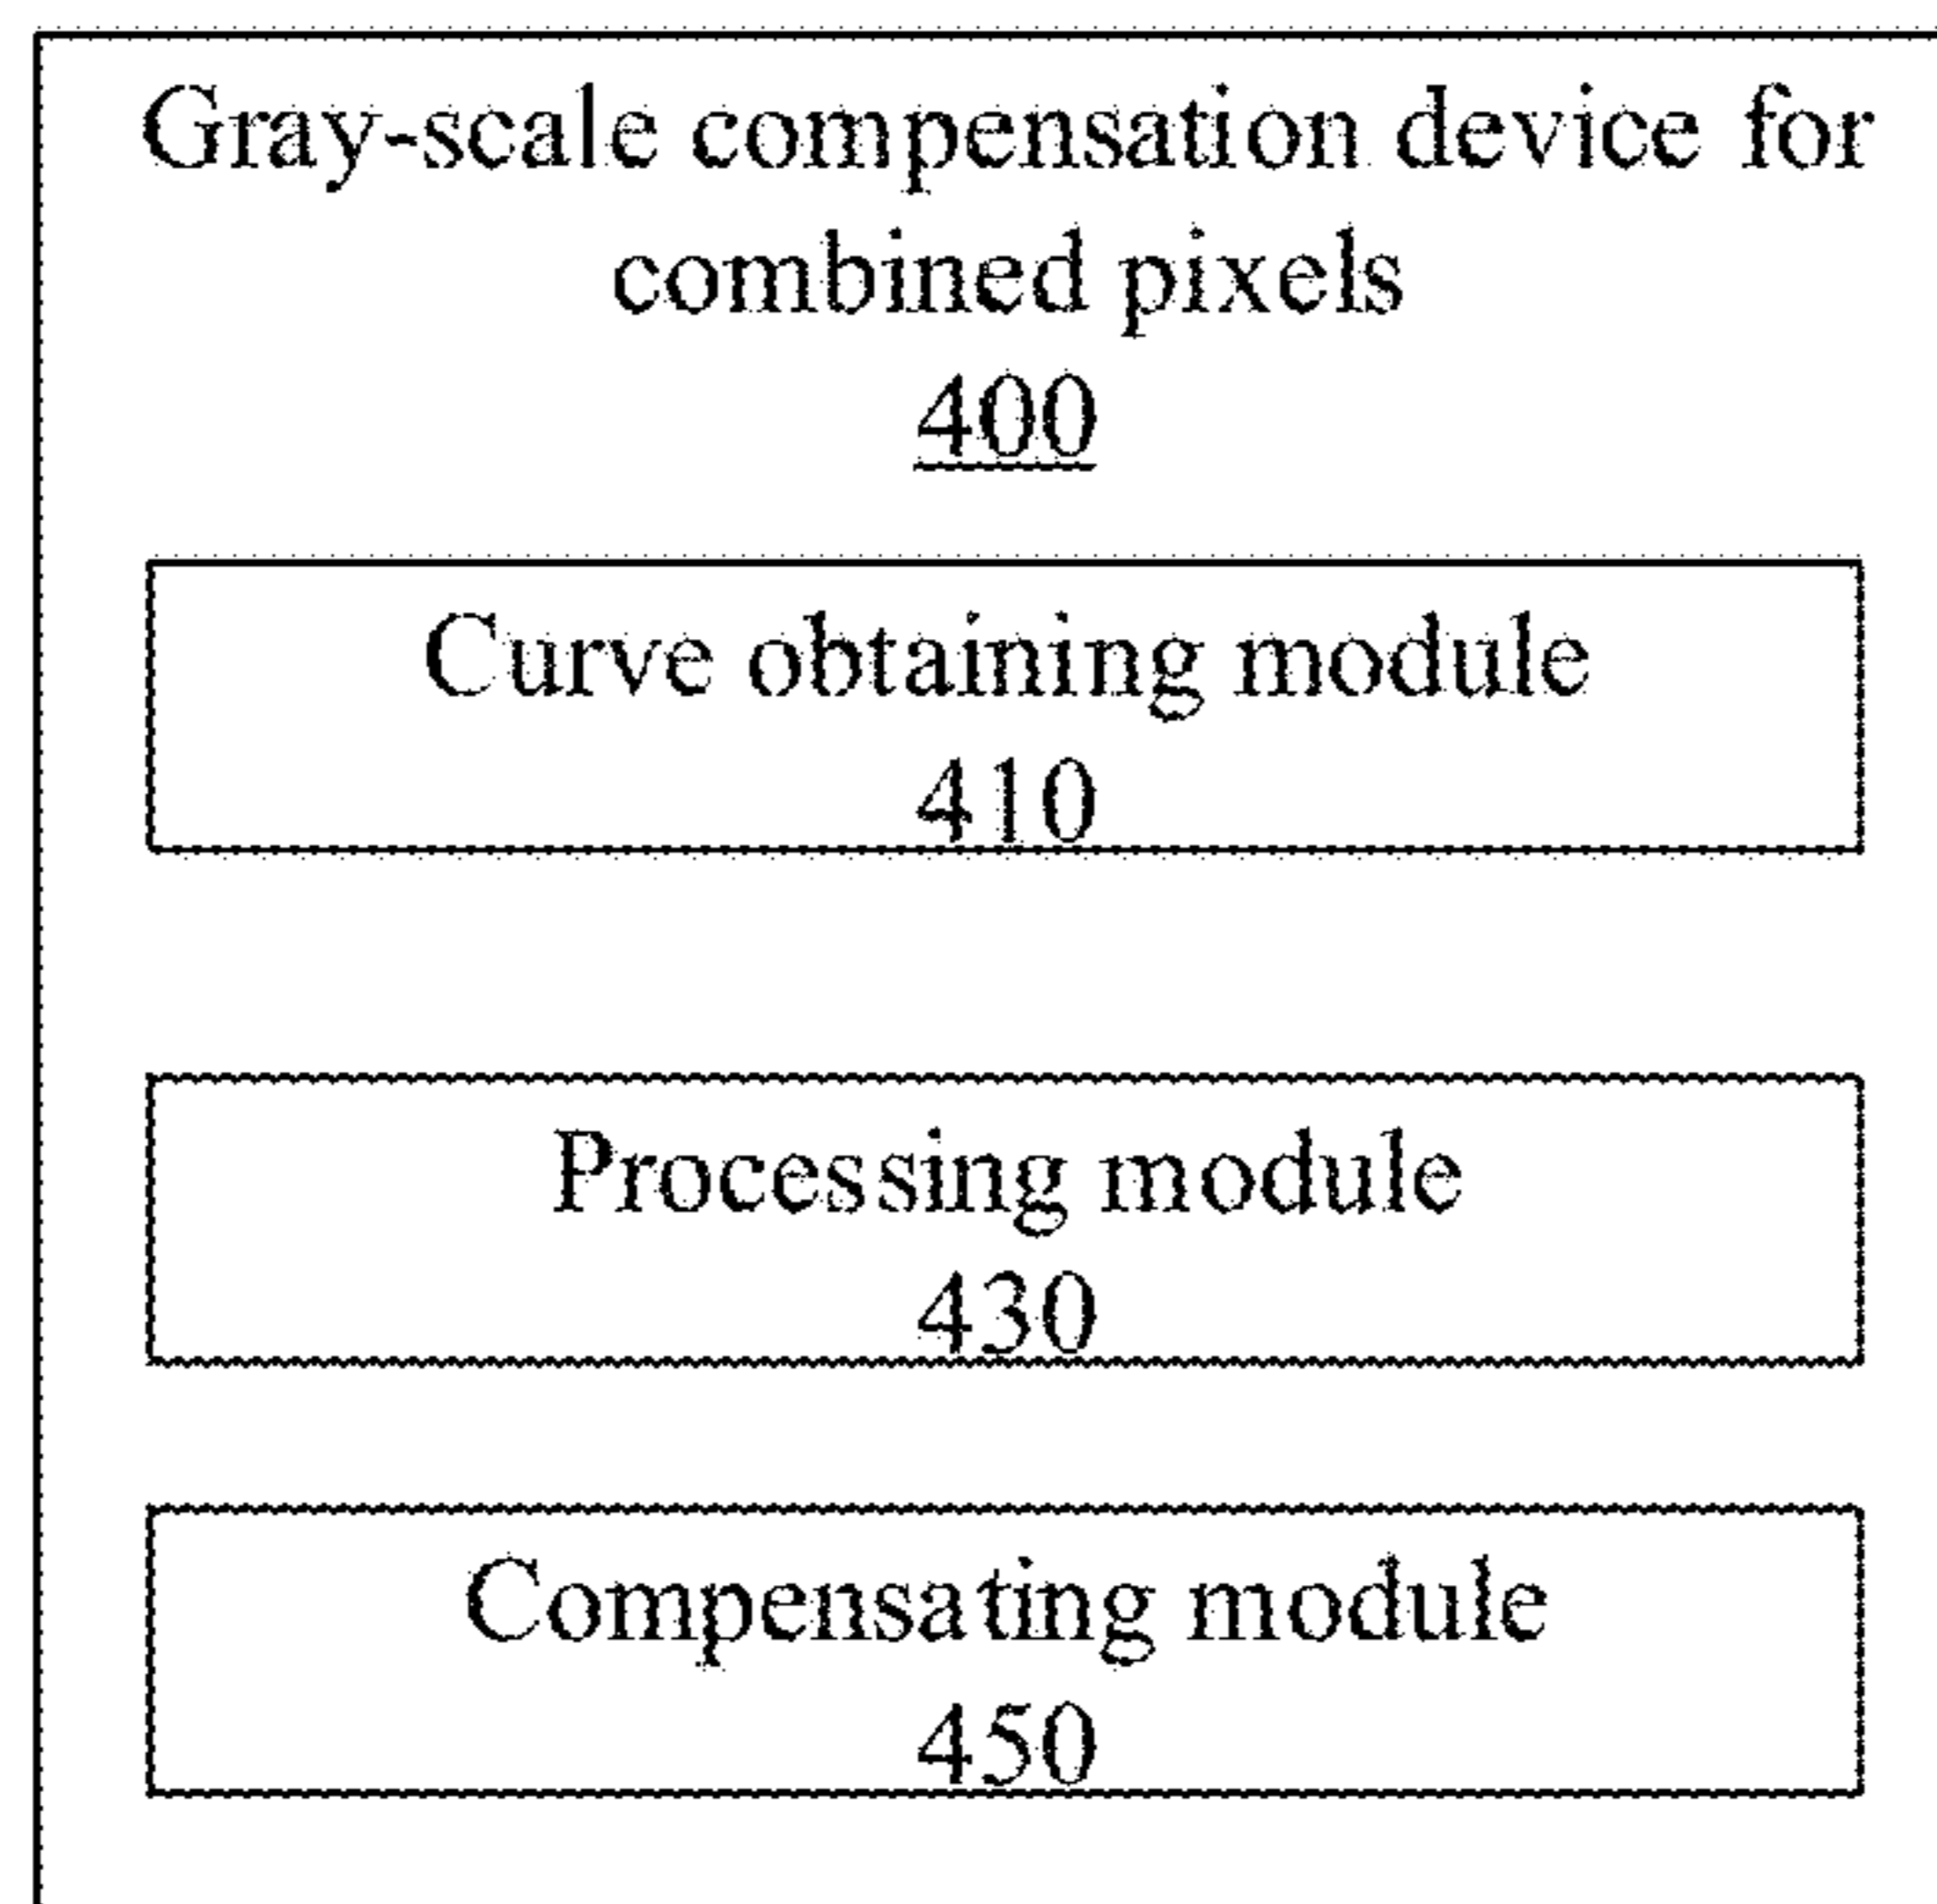 Gray-scale compensation device for
combined pixels
400
Curve obtaining module
410
Processing module
430
Compensating module
450